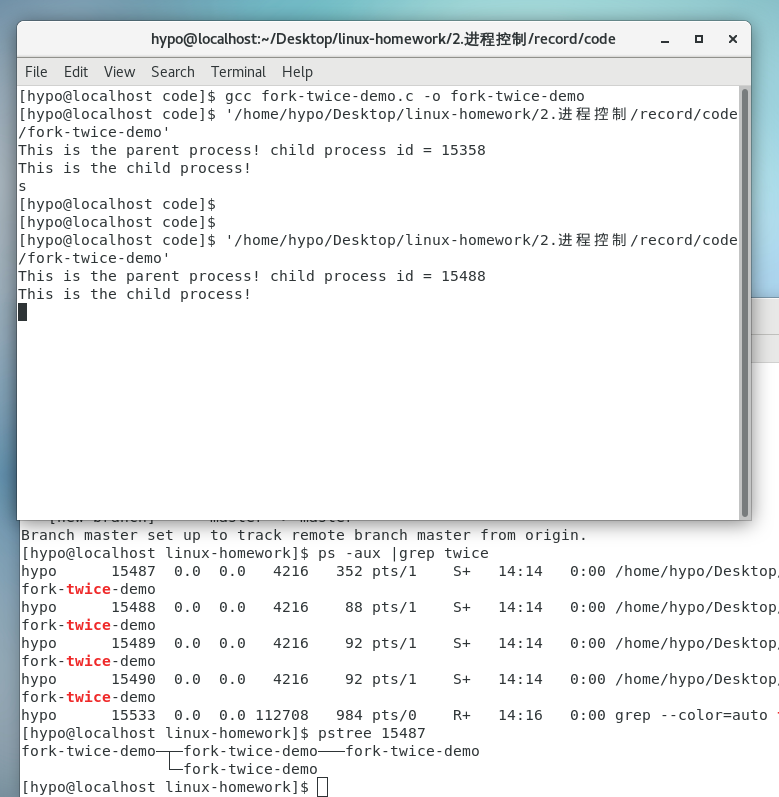 hypo@localhost:~/Desktop/linux-homework/2.进程控制/record/code
File Edit View Search Terminal Help
[hypo@localhost code]$ gcc fork-twice-demo.c -o fork-twice-demo
[hypo@localhost code]$ '/home/hypo/Desktop/linux-homework/2.进程控制/record/code
/fork-twice-demo'
This is the parent process! child process id = 15358
This is the child process!
s
[hypo@localhost code]$
[hypo@localhost code]$
[hypo@localhost code]$ '/home/hypo/Desktop/linux-homework/2.进程控制/record/code
/fork-twice-demo'
This is the parent process! child process id = 15488
This is the child process!
Branch master set up to track remote branch master from origin.
[hypo@localhost linux-homework]$ ps -aux |grep twice
hypo 15487 0.0 0.0 4216 352 pts/1 S+ 14:14 0:00 /home/hypo/Desktop/
fork-twice-demo
hypo 15488 0.0 0.0 4216 88 pts/1 S+ 14:14 0:00 /home/hypo/Desktop/
fork-twice-demo
hypo 15489 0.0 0.0 4216 92 pts/1 S+ 14:14 0:00 /home/hypo/Desktop/
fork-twice-demo
hypo 15490 0.0 0.0 4216 92 pts/1 S+ 14:14 0:00 /home/hypo/Desktop/
fork-twice-demo
hypo 15533 0.0 0.0 112708 984 pts/0 R+ 14:16 0:00 grep --color=auto
[hypo@localhost linux-homework]$ pstree 15487
fork-twice-demo─┬─fork-twice-demo───fork-twice-demo
└─fork-twice-demo
[hypo@localhost linux-homework]$